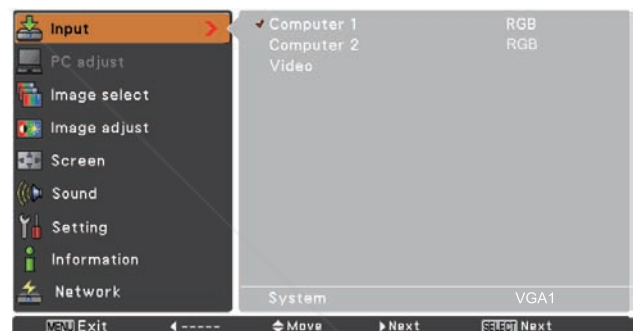 Input
PC adjust
Image select
Image adjust
Screen
Sound
Setting
Information
Network
Computer 1 RGB
Computer 2 RGB
Video
System VGA1
MENU Exit ----- Move Next SELECT Next